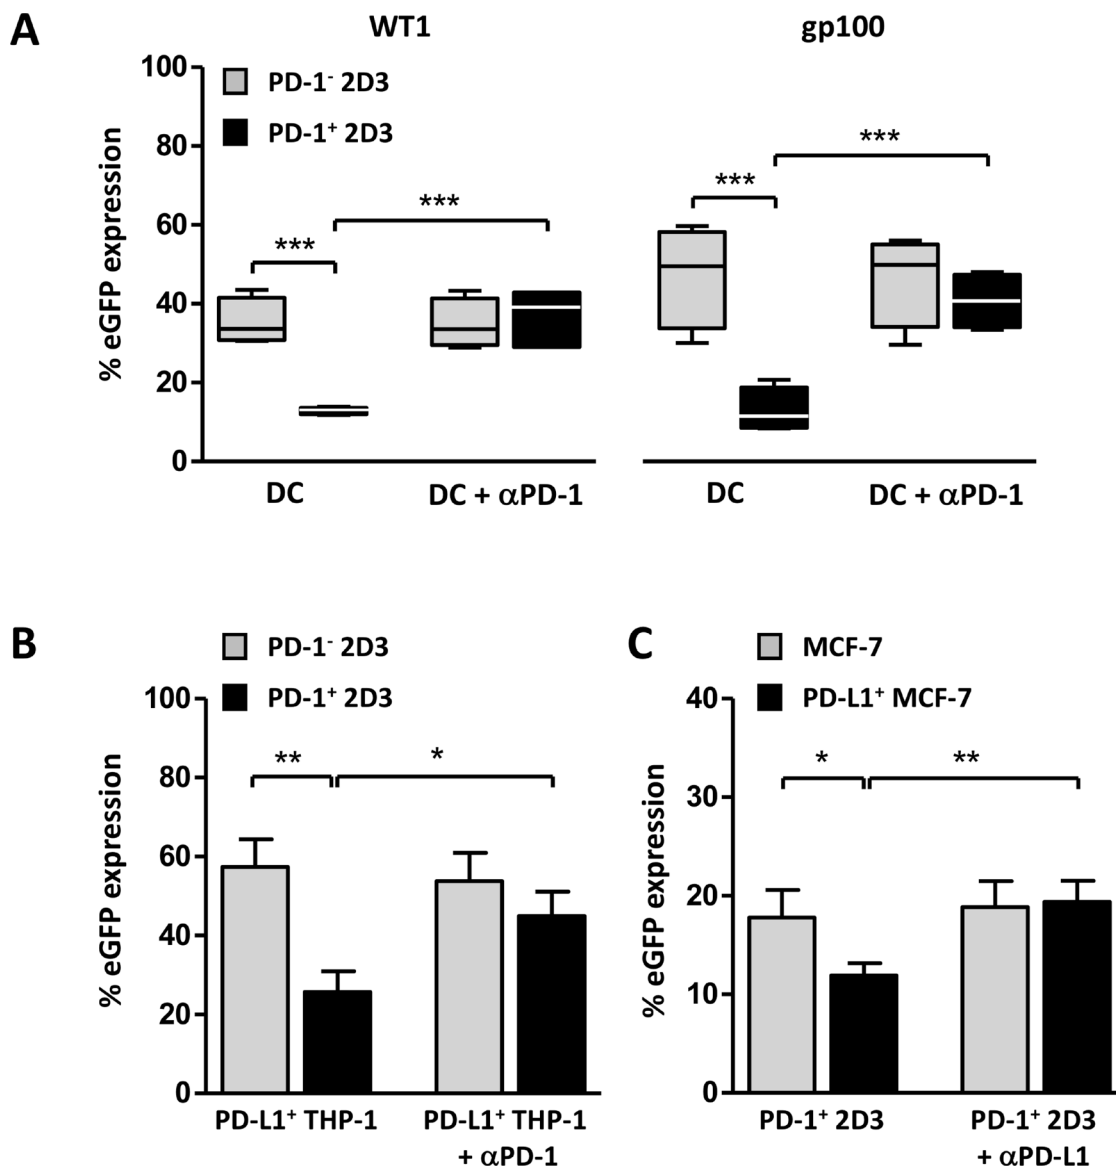 A
WT1
gp100
PD-1⁻ 2D3
PD-1⁺ 2D3
% eGFP expression
100
80
60
40
20
0
***
***
***
***
DC
DC + αPD-1
DC
DC + αPD-1
B
PD-1⁻ 2D3
PD-1⁺ 2D3
% eGFP expression
100
80
60
40
20
0
**
*
PD-L1⁺ THP-1
PD-L1⁺ THP-1
+ αPD-1
C
MCF-7
PD-L1⁺ MCF-7
% eGFP expression
40
30
20
10
0
*
**
PD-1⁺ 2D3
PD-1⁺ 2D3
+ αPD-L1